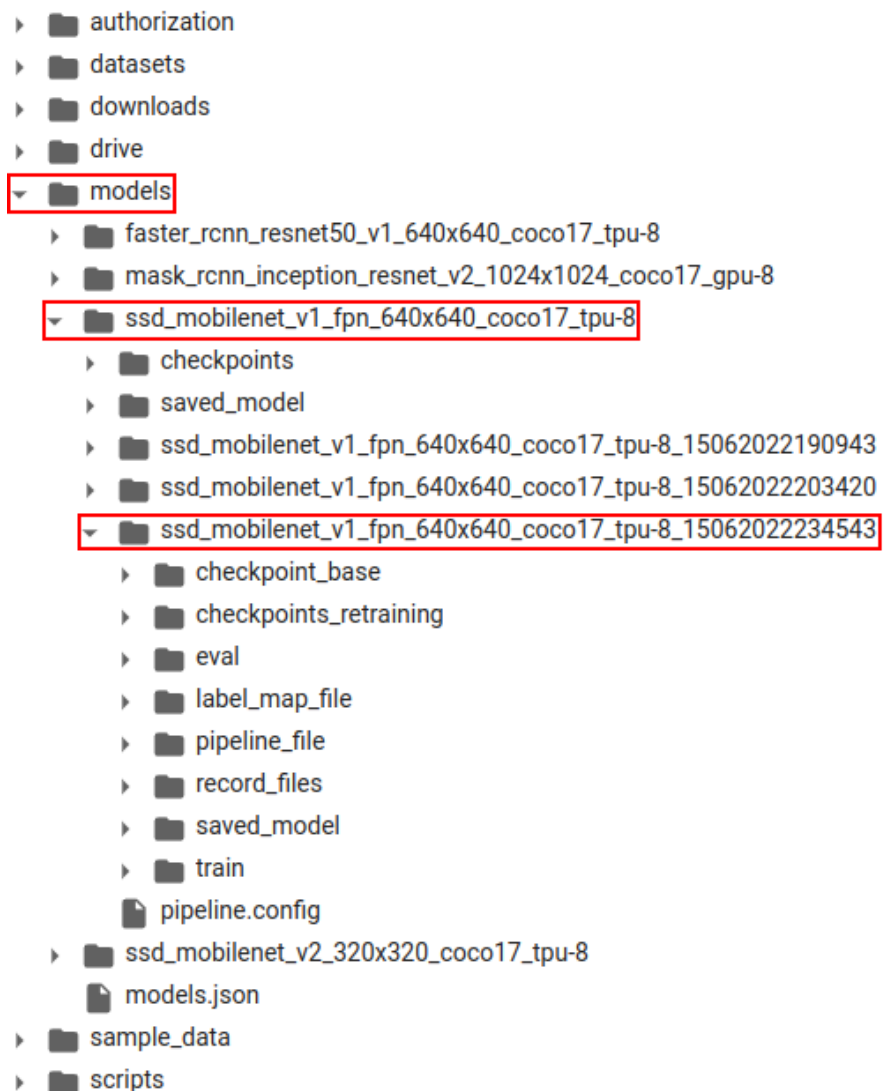 authorization
datasets
downloads
drive
models
faster_rcnn_resnet50_v1_640x640_coco17_tpu-8
mask_rcnn_inception_resnet_v2_1024x1024_coco17_gpu-8
ssd_mobilenet_v1_fpn_640x640_coco17_tpu-8
checkpoints
saved_model
ssd_mobilenet_v1_fpn_640x640_coco17_tpu-8_15062022190943
ssd_mobilenet_v1_fpn_640x640_coco17_tpu-8_15062022203420
ssd_mobilenet_v1_fpn_640x640_coco17_tpu-8_15062022234543
checkpoint_base
checkpoints_retraining
eval
label_map_file
pipeline_file
record_files
saved_model
train
pipeline.config
ssd_mobilenet_v2_320x320_coco17_tpu-8
models.json
sample_data
scripts